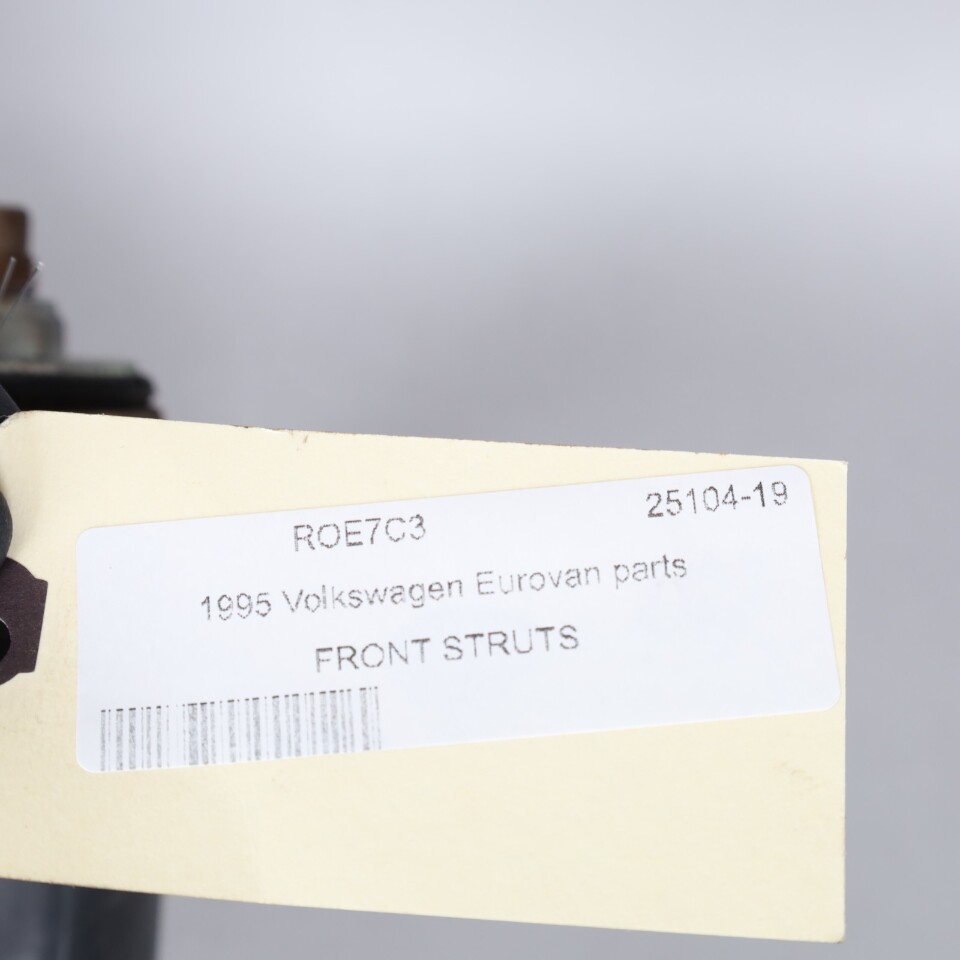 ROE7C3 25104-19
1995 Volkswagen Eurovan parts
FRONT STRUTS